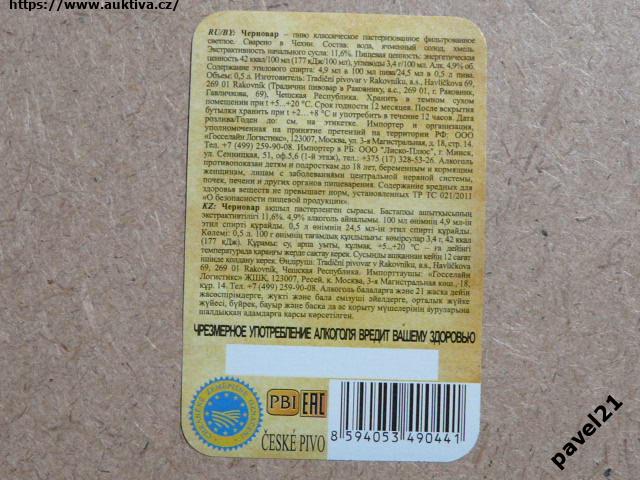 https://www.auktiva.cz/
RU/BY: Черновар – пиво классическое пастеризованное фильтрованное
светлое. Сварено в Чехии. Состав: вода, ячменный солод, хмель.
Экстрактивность начального сусла: 11,6%. Пищевая ценность: энергетическая
ценность 42 ккал/100 мл (177 кДж/100 мл), углеводы 3,4 г/100 мл. Алк. 4,9% об.
Содержание этилового спирта: 4,9 мл в 100 мл пива/24,5 мл в 0,5 л пива.
Объем: 0,5 л. Изготовитель: Tradiční pivovar v Rakovníku, a.s., Havlíčkova 69,
269 01 Rakovník (Традични пивовар в Раковнику, а.с., 269 01, г. Раковник,
Гавличкова, 69), Чешская Республика. Хранить в темном сухом
помещении при t +5...+20 °С. Срок годности 12 месяцев. После вскрытия
бутылки хранить при t +2...+8 °С и употребить в течение 12 часов. Дата
розлива/Годен до: см. на этикетке. Импортер и организация,
уполномоченная на принятие претензий на территории РФ: ООО
«Госселайн Логистикс», 123007, Москва, ул. 3-я Магистральная, д. 18, стр. 14.
Тел. +7 (499) 259-90-08. Импортер в РБ: ООО "Лиско-Плюс", г. Минск,
ул. Сенницкая, 51, оф.5,6 (1-й этаж), тел.: +375 (17) 328-53-26. Алкоголь
противопоказан детям и подросткам до 18 лет, беременным и кормящим
женщинам, лицам с заболеваниями центральной нервной системы,
почек, печени и других органов пищеварения. Содержание вредных для
здоровья веществ не превышает норм, установленных ТР ТС 021/2011
«О безопасности пищевой продукции».
KZ: Черновар ақшыл пастерленген сырасы. Бастапқы ашытқысының
экстрактивтілігі 11,6%. 4,9% алкоголь айналымы. 100 мл өнімнің 4,9 мл-ін
этил спирті құрайды. 0,5 л өнімнің 24,5 мл-ін этил спирті құрайды.
Көлемі: 0,5 л. 100 г өнімнің тағамдық құндылығы: көмірсулар 3,4 г, 42 ккал
(177 кДж). Құрамы: су, арпа уыты, құлмақ. +5...+20 °С – ға дейінгі
температурада қараңғы жерде сақтау керек. Сусынды ашқаннан кейін 12 сағат
ішінде қолдану керек. Өндіруші: Tradiční pivovar v Rakovníku, a.s., Havlíčkova
69, 269 01 Rakovník, Чешская Республика. Импорттаушы: «Госселайн
Логистикс» ЖШҚ, 123007, Ресей, к. Москва, 3-я Магистральная көш., 18,
құр. 14. Тел. +7 (499) 259-90-08. Алкоголь балаларға және 21 жасқа дейін
жасөспірімдерге, жүкті және бала емізуші әйелдерге, орталық жүйке
жүйесі, бүйрек, бауыр және басқа да ас қорыту мүшелерінің ауруларына
шалдыққан адамдарға қарсы көрсетілген.
ЧРЕЗМЕРНОЕ УПОТРЕБЛЕНИЕ АЛКОГОЛЯ ВРЕДИТ ВАШЕМУ ЗДОРОВЬЮ
PBI EAC
ČESKÉ PIVO
8 594053 490441
pavel21